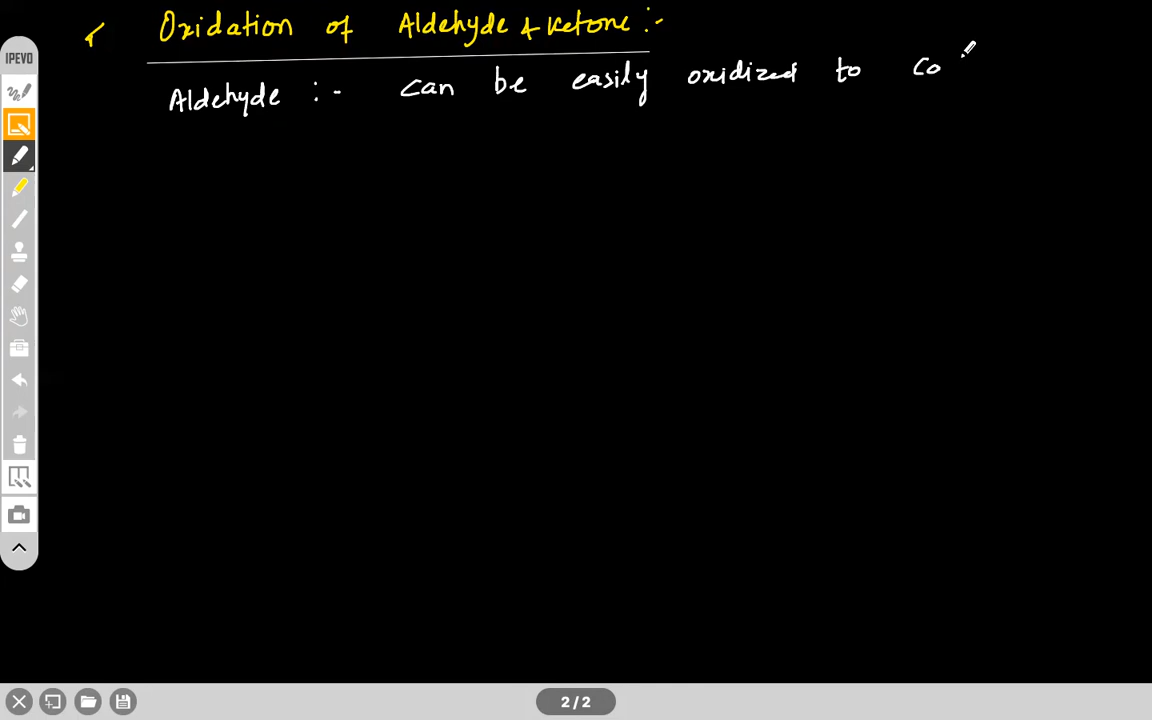 Oxidation of Aldehyde & Ketone :-
IPEVO
Aldehyde :- can be easily oxidized to Co
2/2